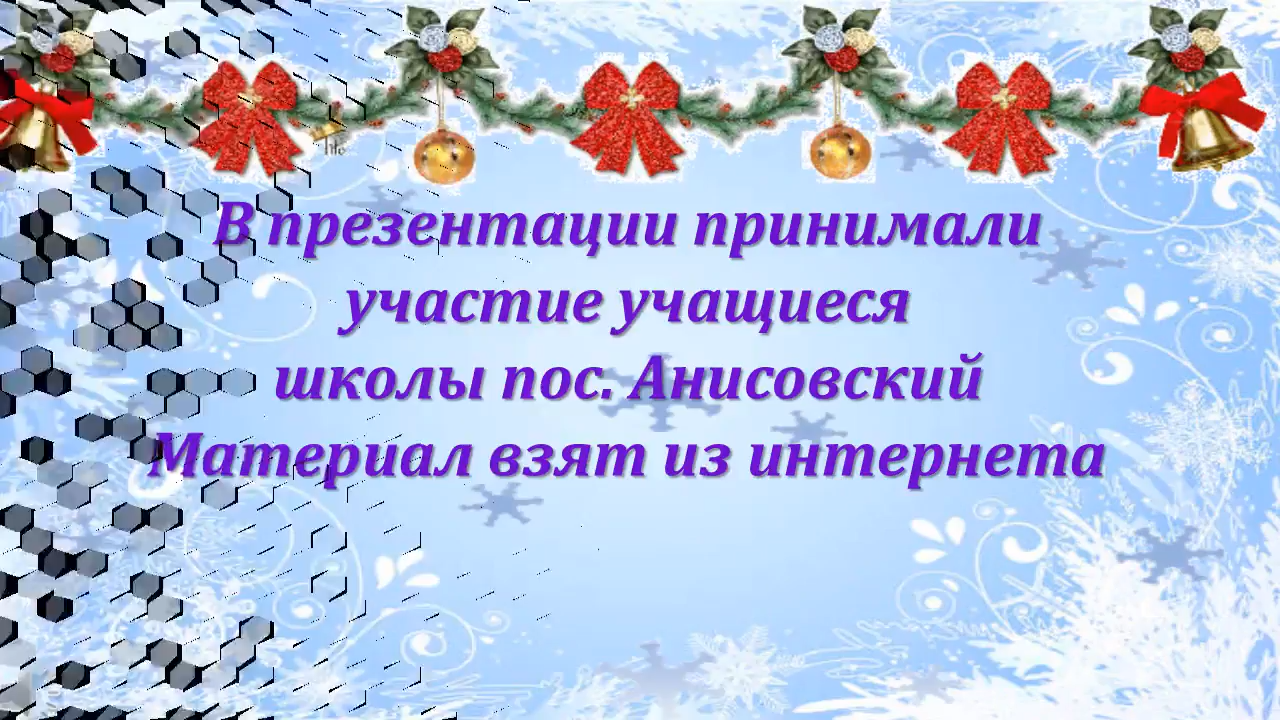 В презентации принимали
участие учащиеся
школы пос. Анисовский
Материал взят из интернета